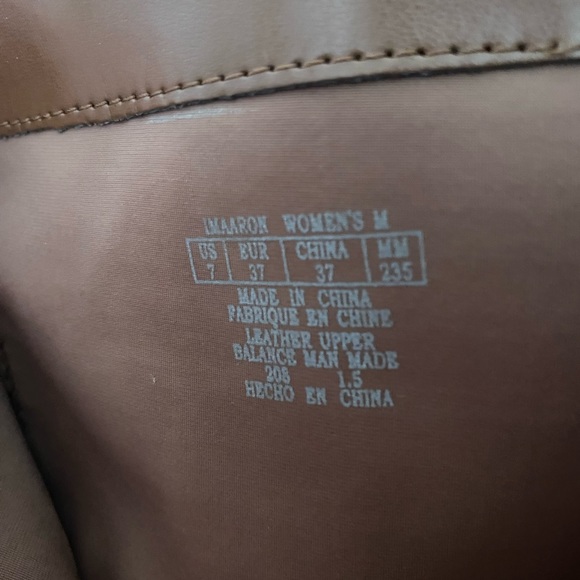 IMAARON WOMEN'S M
US EUR CHINA MM
7 37 37 235
MADE IN CHINA
FABRIQUE EN CHINE
LEATHER UPPER
BALANCE MAN MADE
208 1.5
HECHO EN CHINA